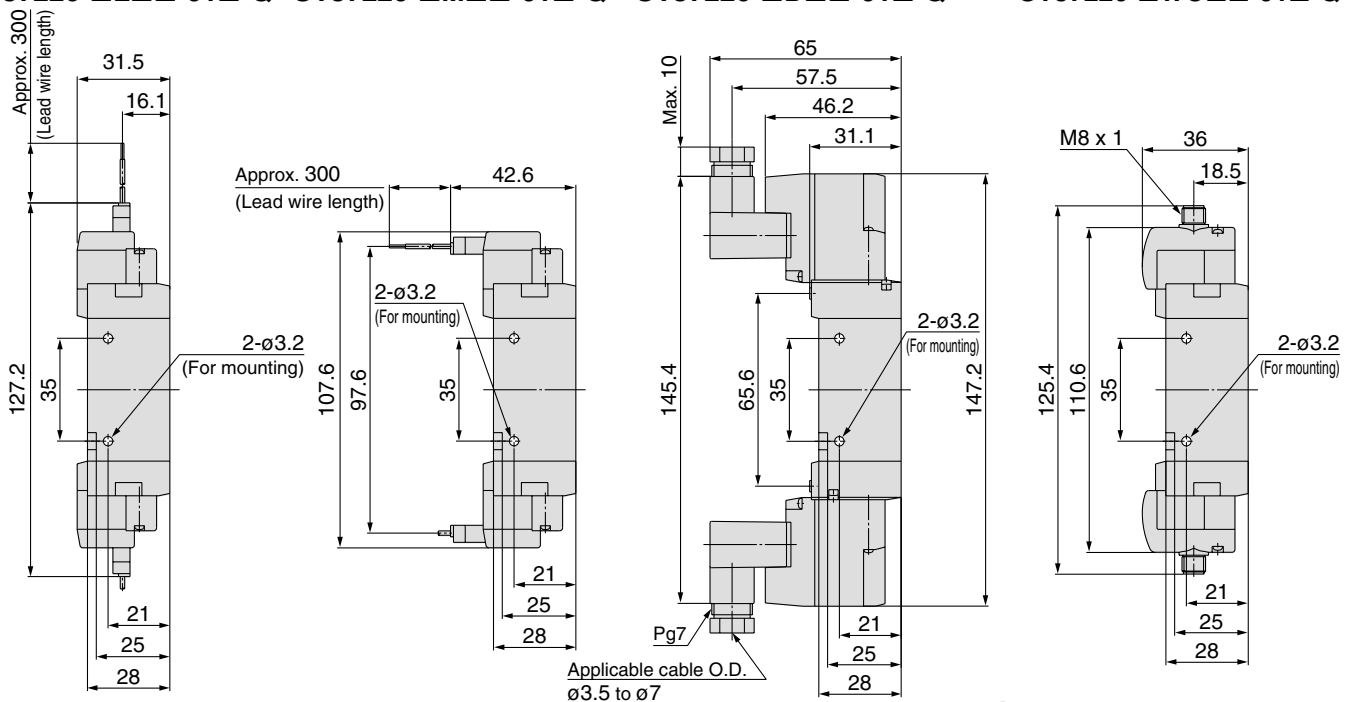 Approx. 300
(Lead wire length)
31.5
16.1
127.2
35
2-ø3.2
(For mounting)
21
25
28
Approx. 300
(Lead wire length)
42.6
2-ø3.2
(For mounting)
107.6
97.6
35
21
25
28
65
57.5
46.2
31.1
Max. 10
145.4
65.6
35
2-ø3.2
(For mounting)
147.2
Pg7
Applicable cable O.D.
ø3.5 to ø7
21
25
28
M8 x 1
36
18.5
125.4
110.6
35
2-ø3.2
(For mounting)
21
25
28